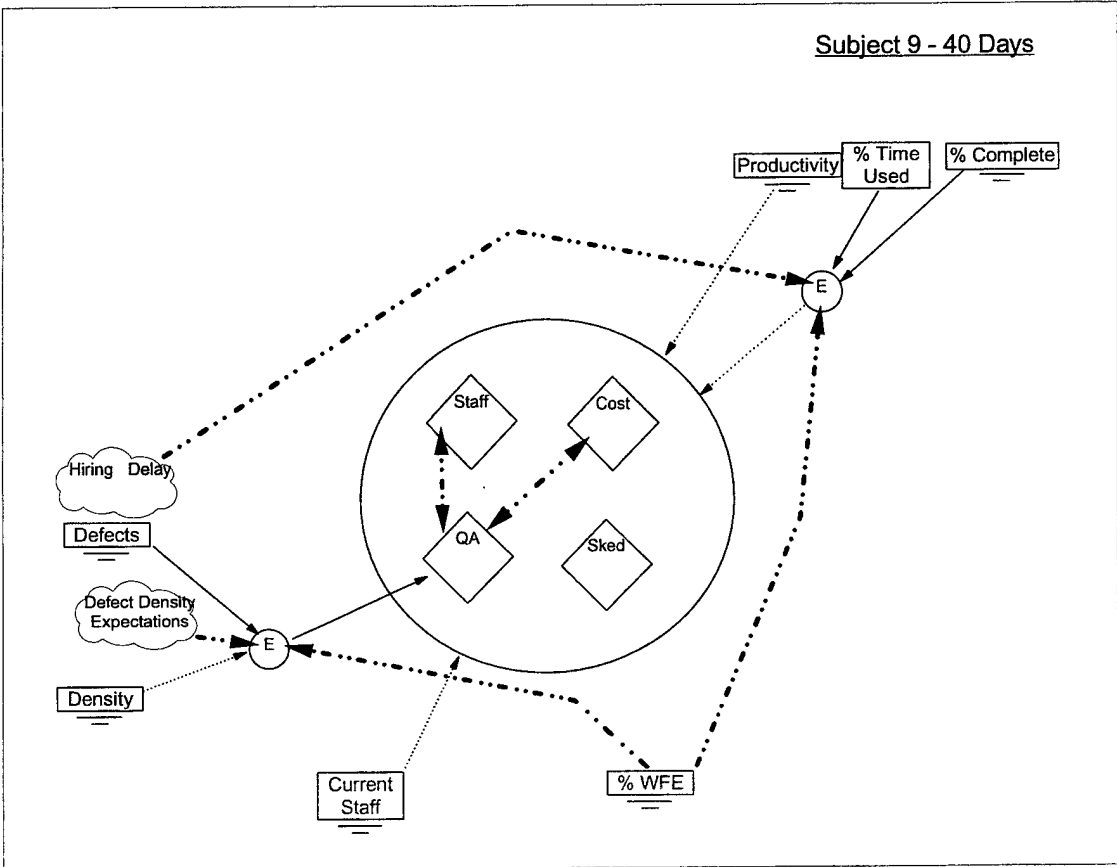 Subject 9 - 40 Days
Productivity
% Time
Used
% Complete
E
Staff
Cost
Hiring Delay
Defects
QA
Sked
Defect Density
Expectations
E
Density
Current
Staff
% WFE